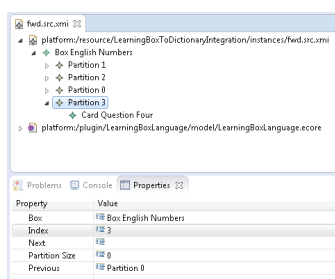 fwd.src.xmi
platform:/resource/LearningBoxToDictionaryIntegration/instances/fwd.src.xmi
Box English Numbers
Partition 1
Partition 2
Partition 0
Partition 3
Card Question Four
platform:/plugin/LearningBoxLanguage/model/LearningBoxLanguage.ecore
Problems Console Properties
Property Value
Box Box English Numbers
Index 3
Next
Partition Size 0
Previous Partition 0